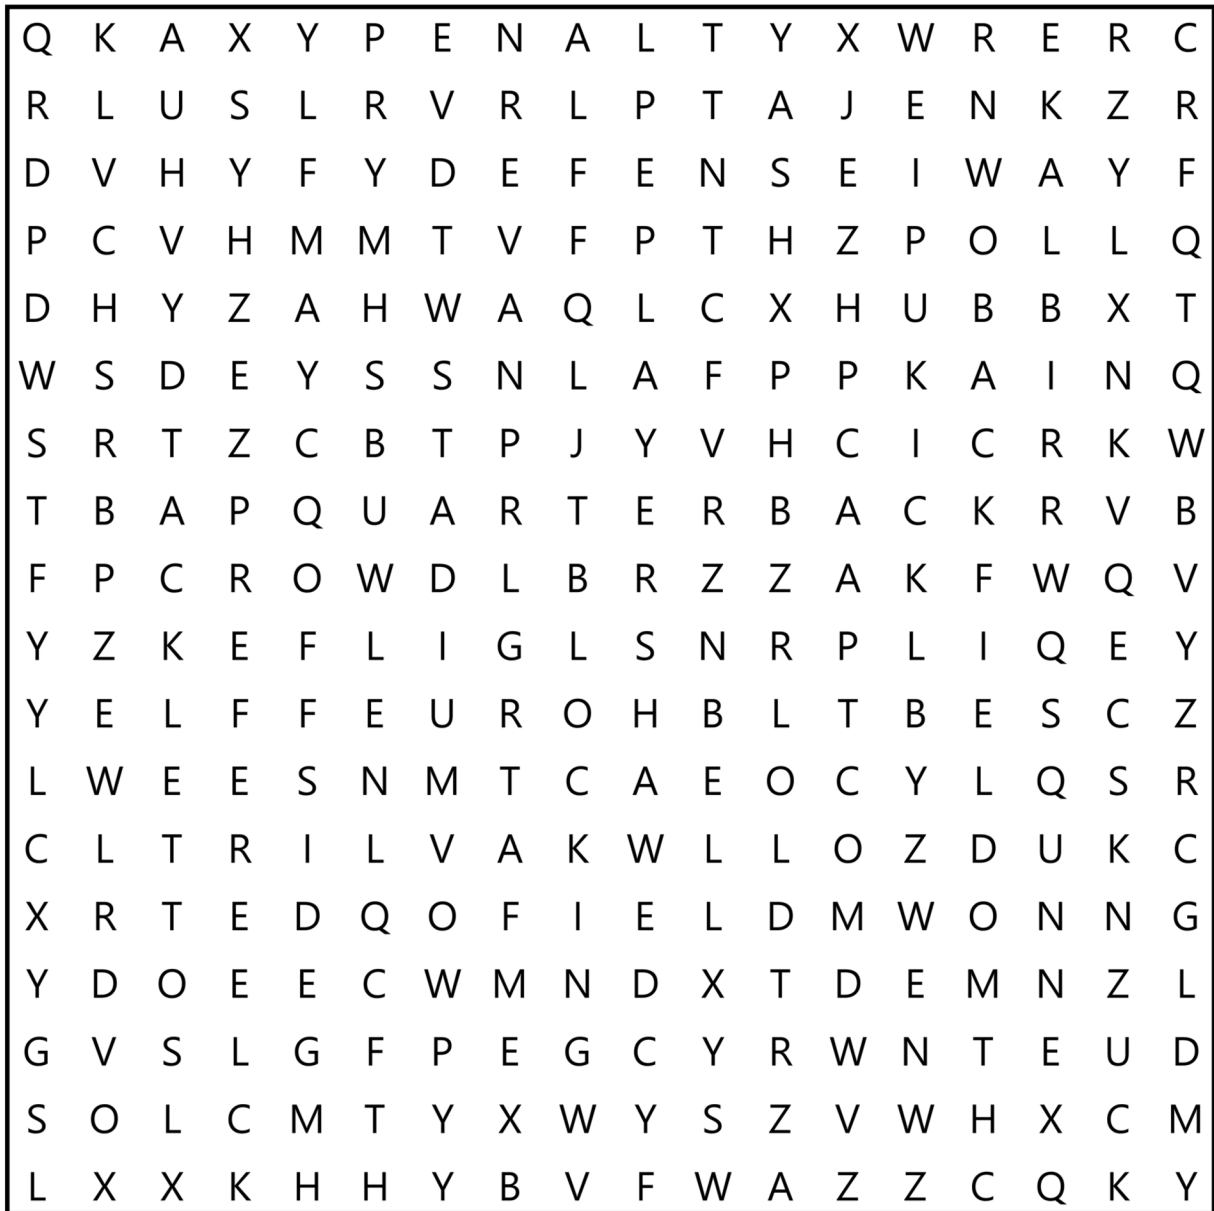 Q K A X Y P E N A L T Y X W R E R C
R L U S L R V R L P T A J E N K Z R
D V H Y F Y D E F E N S E I W A Y F
P C V H M M T V F P T H Z P O L L Q
D H Y Z A H W A Q L C X H U B B X T
W S D E Y S S N L A F P P K A I N Q
S R T Z C B T P J Y V H C I C R K W
T B A P Q U A R T E R B A C K R V B
F P C R O W D L B R Z Z A K F W Q V
Y Z K E F L I G L S N R P L I Q E Y
Y E L F F E U R O H B L T B E S C Z
L W E E S N M T C A E O C Y L Q S R
C L T R I L V A K W L L O Z D U K C
X R T E D Q O F I E L D M W O N N G
Y D O E E C W M N D X T D E M N Z L
G V S L G F P E G C Y R W N T E U D
S O L C M T Y X W Y S Z V W H X C M
L X X K H H Y B V F W A Z Z C Q K Y